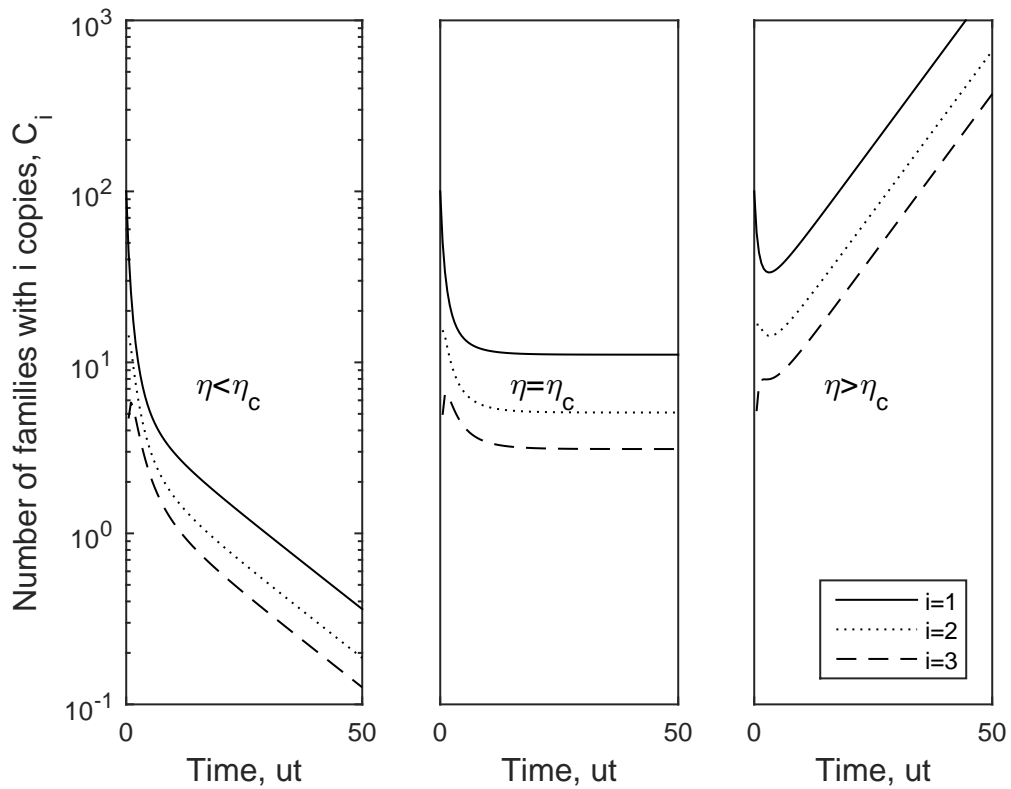 Number of families with i copies, C_i
10^3
10^2
10^1
10^0
10^-1
η<η_c
η=η_c
η>η_c
i=1
i=2
i=3
0 50 0 50 0 50
Time, ut Time, ut Time, ut